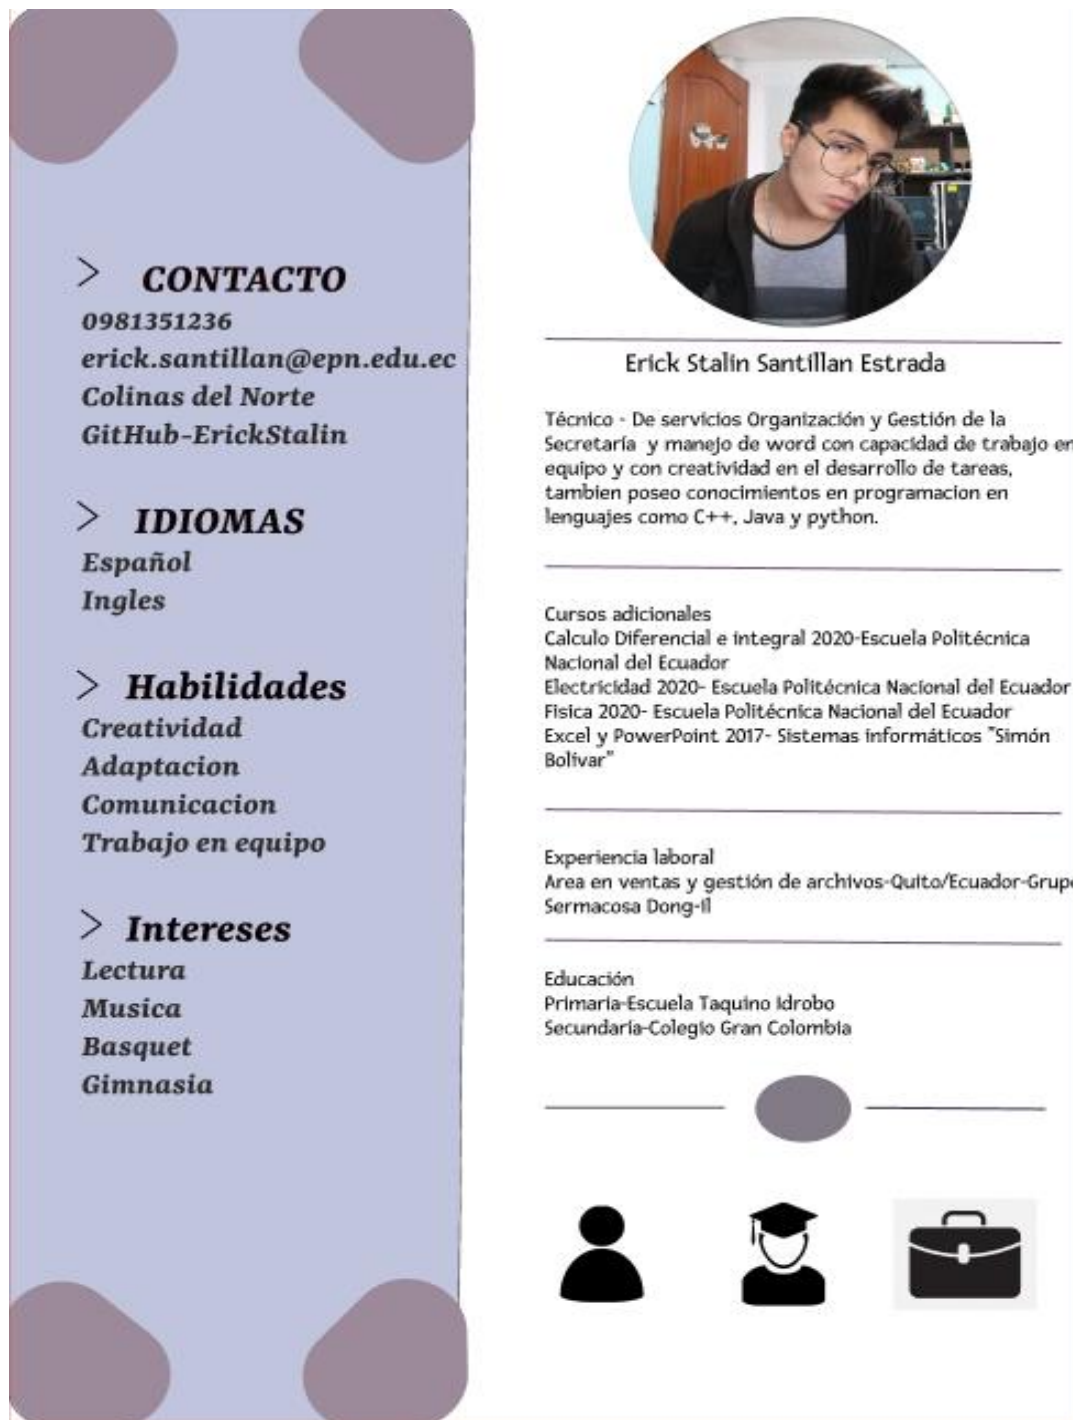 CONTACTO
0981351236
erick.santillan@epn.edu.ec
Colinas del Norte
GitHub-ErickStalin
IDIOMAS
Español
Ingles
Habilidades
Creatividad
Adaptacion
Comunicacion
Trabajo en equipo
Intereses
Lectura
Musica
Basquet
Gimnasia
Erick Stalin Santillan Estrada
Técnico - De servicios Organización y Gestión de la
Secretaría y manejo de word con capacidad de trabajo en
equipo y con creatividad en el desarrollo de tareas,
tambien poseo conocimientos en programacion en
lenguajes como C++, Java y python.
Cursos adicionales
Calculo Diferencial e integral 2020-Escuela Politécnica
Nacional del Ecuador
Electricidad 2020- Escuela Politécnica Nacional del Ecuador
Fisica 2020- Escuela Politécnica Nacional del Ecuador
Excel y PowerPoint 2017- Sistemas informáticos "Simón
Bolívar"
Experiencia laboral
Area en ventas y gestión de archivos-Quito/Ecuador-Grupo
Sermacosa Dong-il
Educación
Primaria-Escuela Taquino Idrobo
Secundaría-Colegio Gran Colombia